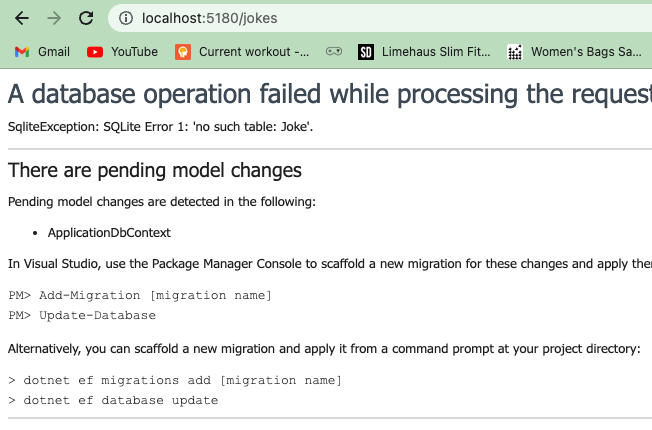 localhost:5180/jokes
Gmail YouTube Current workout -... SD Limehaus Slim Fit... Women's Bags Sa...
A database operation failed while processing the request
SqliteException: SQLite Error 1: 'no such table: Joke'.
There are pending model changes
Pending model changes are detected in the following:
• ApplicationDbContext
In Visual Studio, use the Package Manager Console to scaffold a new migration for these changes and apply then
PM> Add-Migration [migration name]
PM> Update-Database
Alternatively, you can scaffold a new migration and apply it from a command prompt at your project directory:
> dotnet ef migrations add [migration name]
> dotnet ef database update